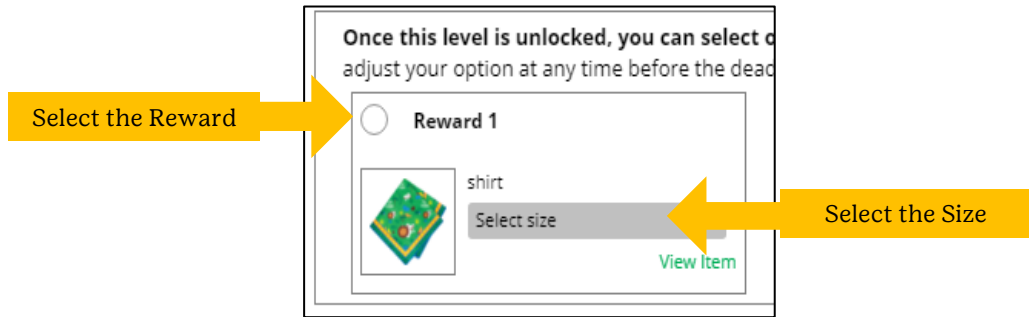 Once this level is unlocked, you can select o
adjust your option at any time before the dead
Select the Reward
Reward 1
shirt
Select size
Select the Size
View Item